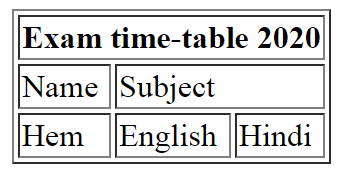 Exam time-table 2020
Name Subject
Hem English Hindi